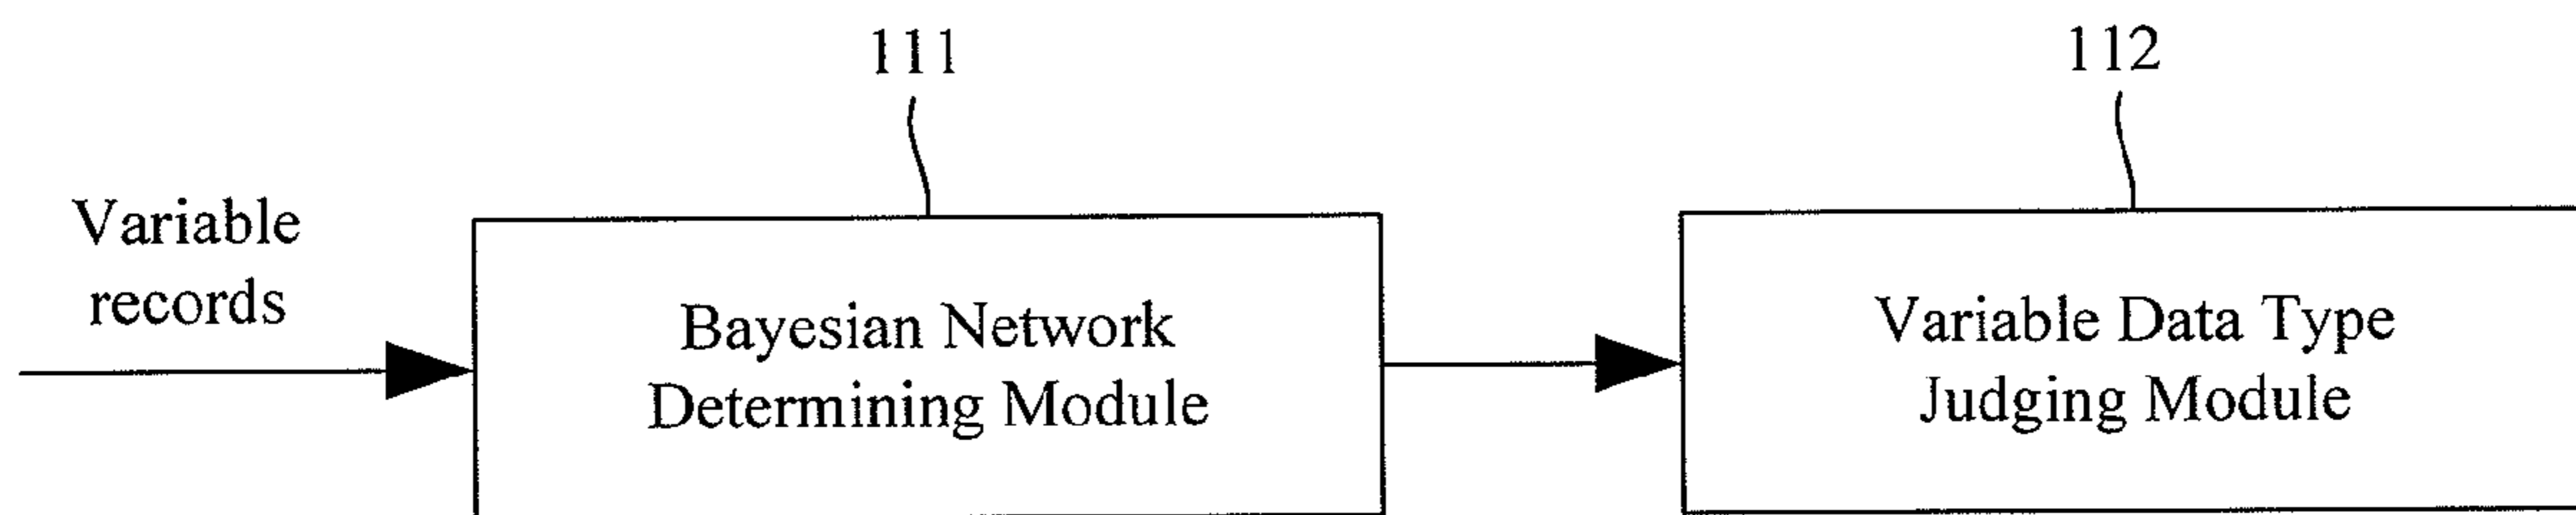 111
112
Variable
records
Bayesian Network
Determining Module
Variable Data Type
Judging Module